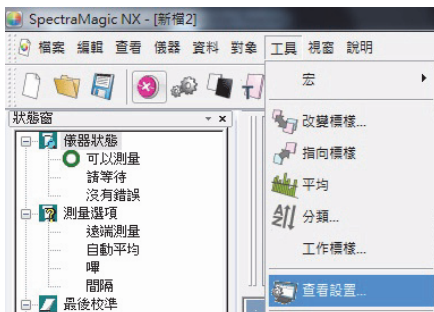 SpectraMagic NX - [新檔2]
檔案 編輯 查看 儀器 資料 對象 工具 視窗 說明
宏
改變標樣...
指向標樣
平均
分類...
工作標樣...
查看設置...
狀態窗
儀器狀態
可以測量
請等待
沒有錯誤
測量選項
遠端測量
自動平均
嗶
間隔
最後校準